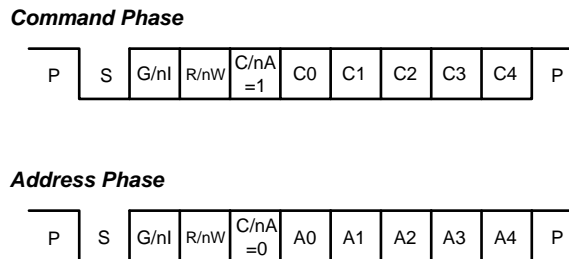 Command Phase
P S G/nI R/nW C/nA =1 C0 C1 C2 C3 C4 P
Address Phase
P S G/nI R/nW C/nA =0 A0 A1 A2 A3 A4 P